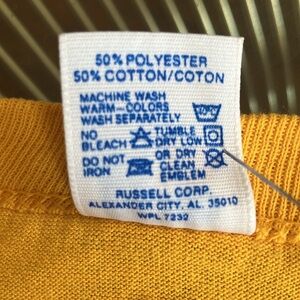 50% POLYESTER
50% COTTON/COTON
MACHINE WASH
WARM-COLORS
WASH SEPARATELY
NO BLEACH TUMBLE DRY LOW
DO NOT IRON OR DRY CLEAN EMBLEM
RUSSELL CORP.
ALEXANDER CITY, AL. 35010
WPL 7232